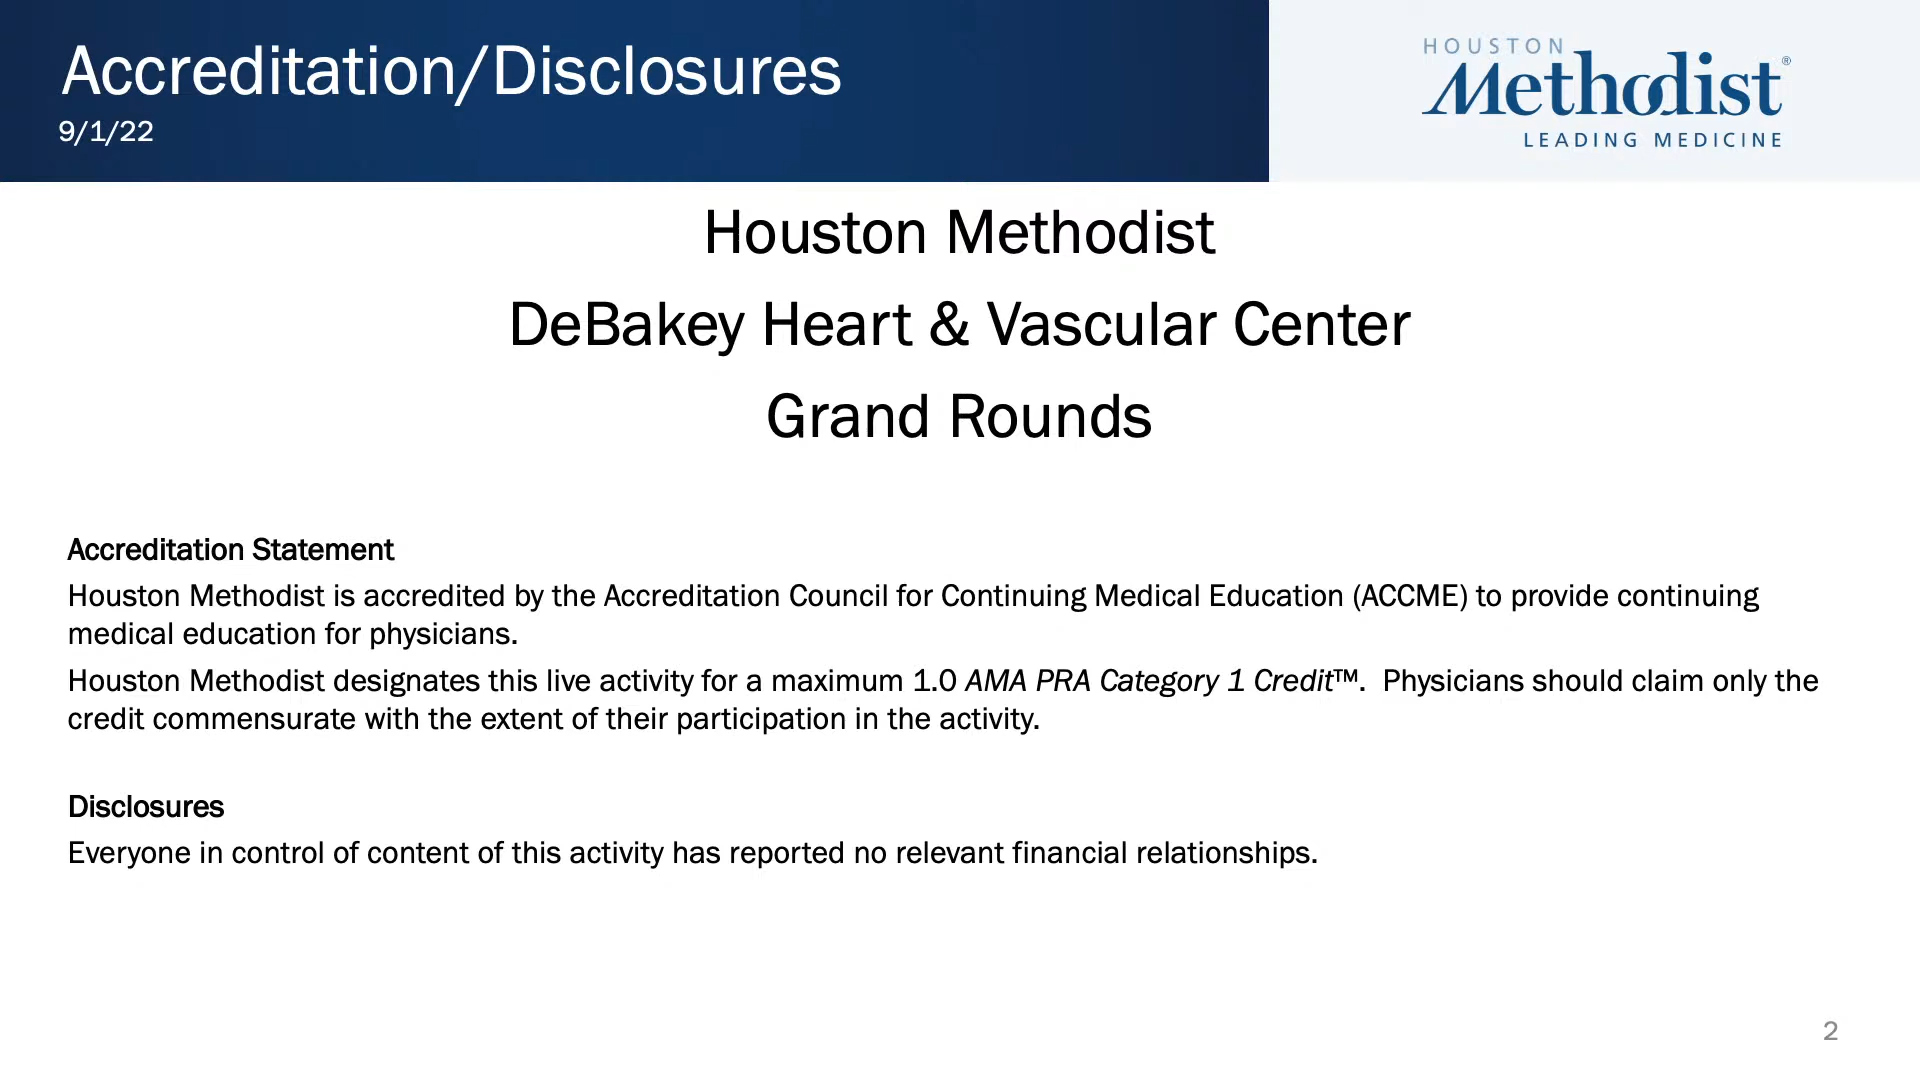 Accreditation/Disclosures
9/1/22
HOUSTON
Methodist®
LEADING MEDICINE
Houston Methodist
DeBakey Heart & Vascular Center
Grand Rounds
Accreditation Statement
Houston Methodist is accredited by the Accreditation Council for Continuing Medical Education (ACCME) to provide continuing
medical education for physicians.
Houston Methodist designates this live activity for a maximum 1.0 AMA PRA Category 1 Credit™.  Physicians should claim only the
credit commensurate with the extent of their participation in the activity.
Disclosures
Everyone in control of content of this activity has reported no relevant financial relationships.
2